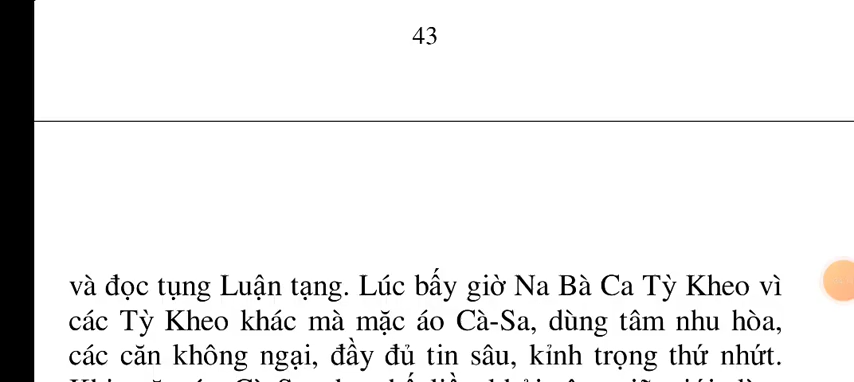 43
và đọc tụng Luận tạng. Lúc bấy giờ Na Bà Ca Tỳ Kheo vì
các Tỳ Kheo khác mà mặc áo Cà-Sa, dùng tâm nhu hòa,
các căn không ngại, đầy đủ tin sâu, kỉnh trọng thứ nhứt.